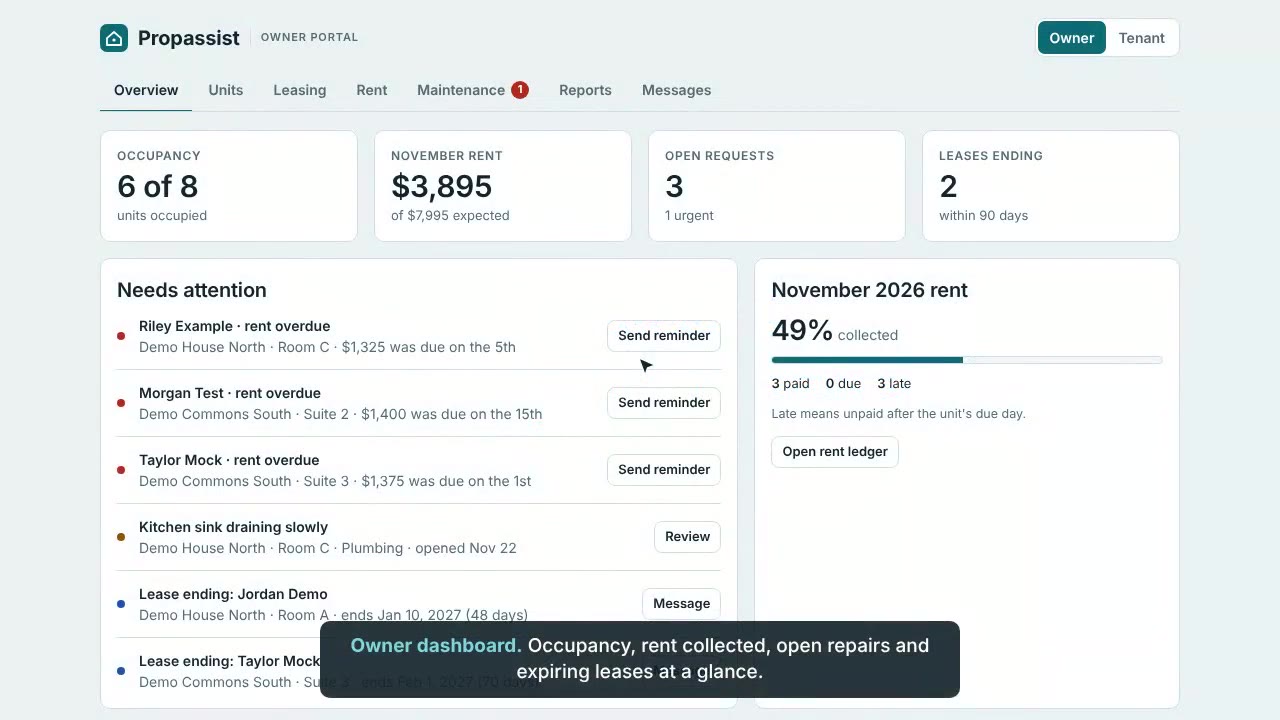 Propassist
OWNER PORTAL
Owner
Tenant
Overview
Units
Leasing
Rent
Maintenance 1
Reports
Messages
OCCUPANCY
6 of 8
units occupied
NOVEMBER RENT
$3,895
of $7,995 expected
OPEN REQUESTS
3
1 urgent
LEASES ENDING
2
within 90 days
Needs attention
Riley Example · rent overdue
Demo House North · Room C · $1,325 was due on the 5th
Send reminder
Morgan Test · rent overdue
Demo Commons South · Suite 2 · $1,400 was due on the 15th
Send reminder
Taylor Mock · rent overdue
Demo Commons South · Suite 3 · $1,375 was due on the 1st
Send reminder
Kitchen sink draining slowly
Demo House North · Room C · Plumbing · opened Nov 22
Review
Lease ending: Jordan Demo
Demo House North · Room A · ends Jan 10, 2027 (48 days)
Message
Lease ending: Taylor Mock
Demo Commons South · Suite 3 · ends Feb 1, 2027 (70 days)
November 2026 rent
49% collected
3 paid 0 due 3 late
Late means unpaid after the unit's due day.
Open rent ledger
Owner dashboard. Occupancy, rent collected, open repairs and
expiring leases at a glance.